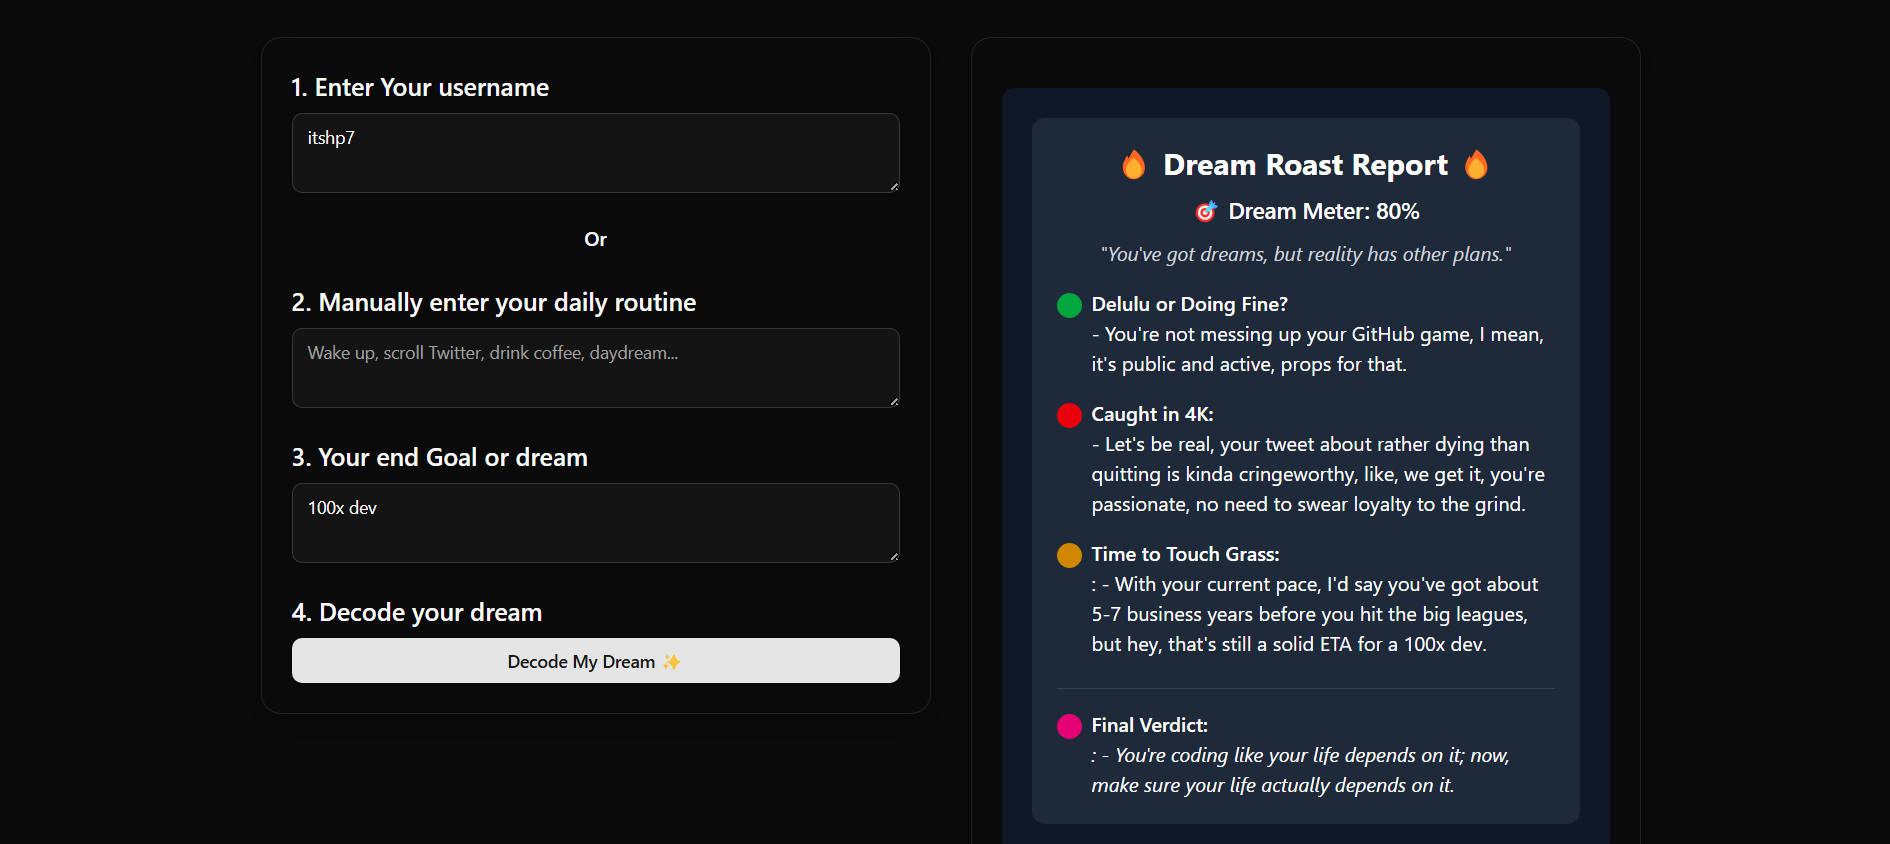 1. Enter Your username
itshp7
Or
2. Manually enter your daily routine
Wake up, scroll Twitter, drink coffee, daydream...
3. Your end Goal or dream
100x dev
4. Decode your dream
Decode My Dream ✨
🔥 Dream Roast Report 🔥
🎯 Dream Meter: 80%
"You've got dreams, but reality has other plans."
Delulu or Doing Fine?
- You're not messing up your GitHub game, I mean,
it's public and active, props for that.
Caught in 4K:
- Let's be real, your tweet about rather dying than
quitting is kinda cringeworthy, like, we get it, you're
passionate, no need to swear loyalty to the grind.
Time to Touch Grass:
: - With your current pace, I'd say you've got about
5-7 business years before you hit the big leagues,
but hey, that's still a solid ETA for a 100x dev.
Final Verdict:
: - You're coding like your life depends on it; now,
make sure your life actually depends on it.